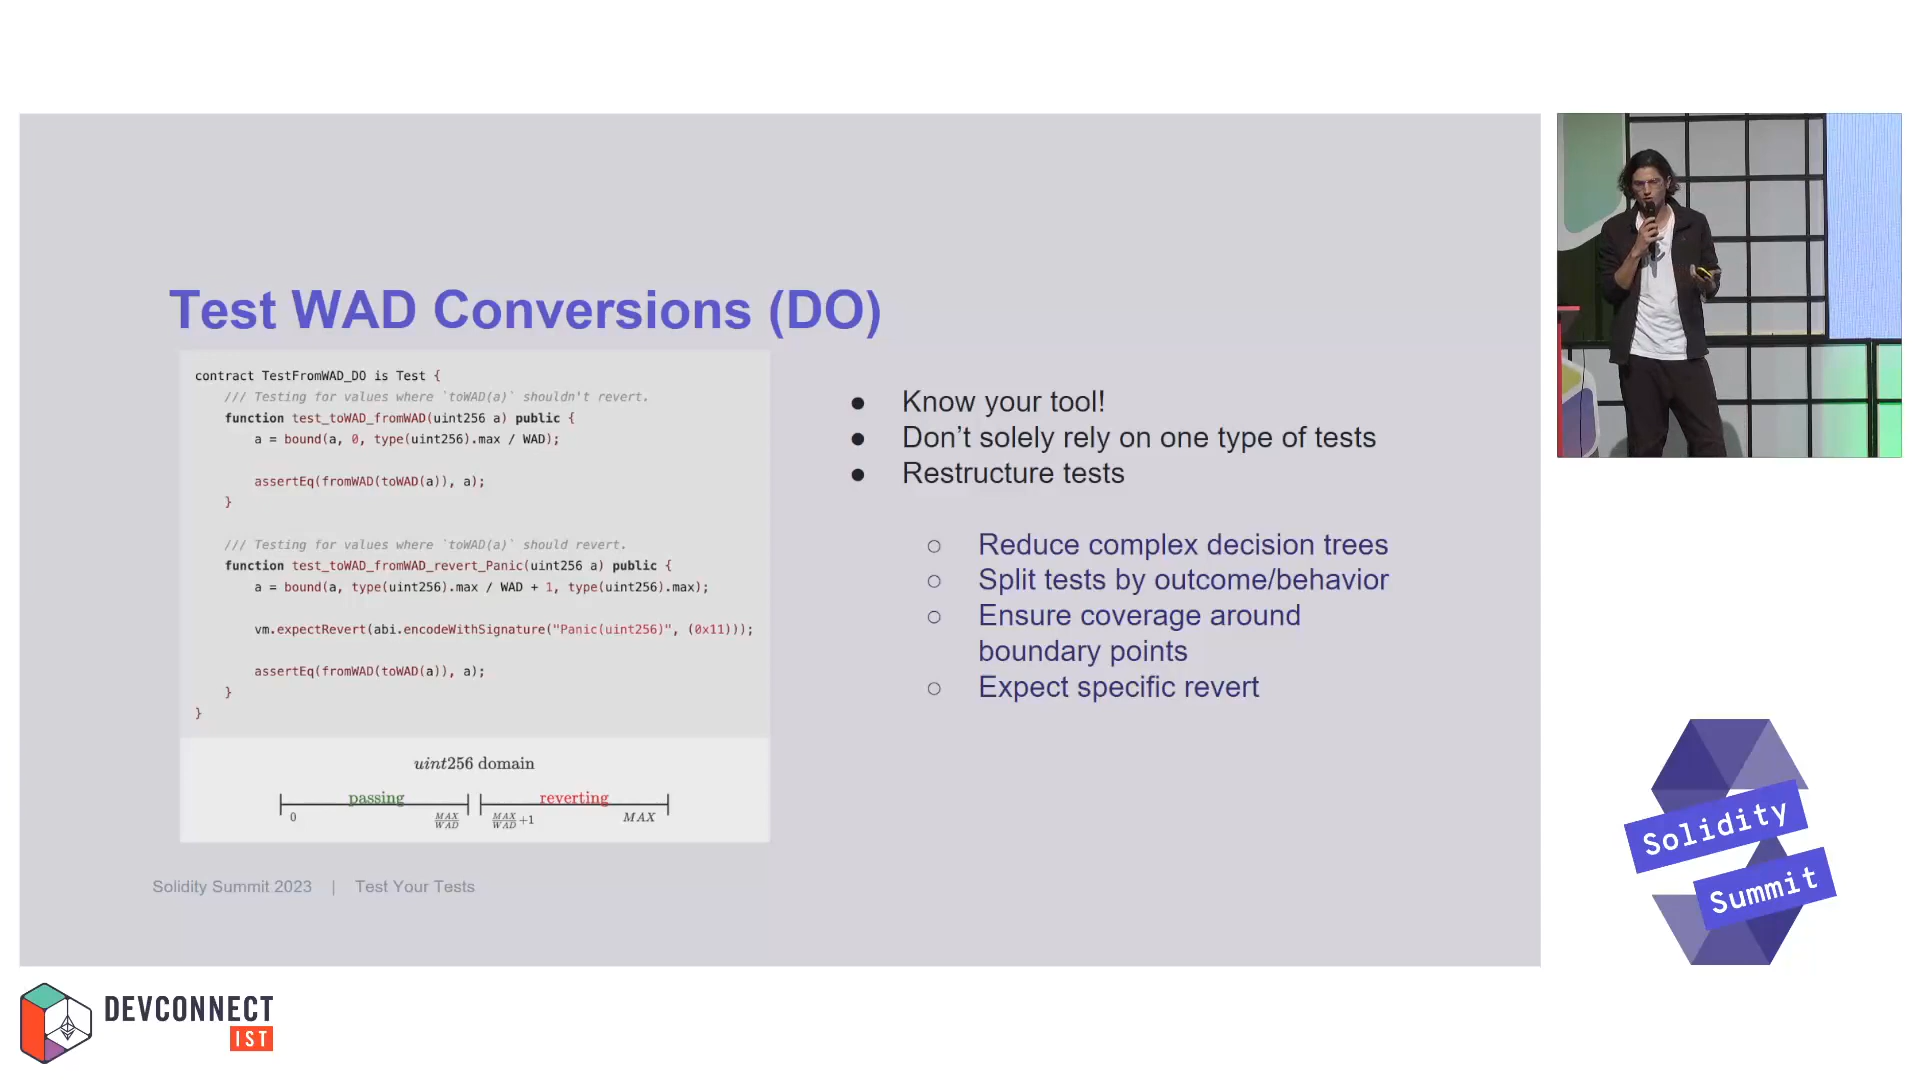 Test WAD Conversions (DO)
contract TestFromWAD_DO is Test {
/// Testing for values where `toWAD(a)` shouldn't revert.
function test_toWAD_fromWAD(uint256 a) public {
a = bound(a, 0, type(uint256).max / WAD);
assertEq(fromWAD(toWAD(a)), a);
}
/// Testing for values where `toWAD(a)` should revert.
function test_toWAD_fromWAD_revert_Panic(uint256 a) public {
a = bound(a, type(uint256).max / WAD + 1, type(uint256).max);
vm.expectRevert(abi.encodeWithSignature("Panic(uint256)", (0x11)));
assertEq(fromWAD(toWAD(a)), a);
}
}
uint256 domain
passing reverting
0 MAX/WAD MAX/WAD +1 MAX
● Know your tool!
● Don’t solely rely on one type of tests
● Restructure tests
○ Reduce complex decision trees
○ Split tests by outcome/behavior
○ Ensure coverage around
boundary points
○ Expect specific revert
Solidity Summit 2023 | Test Your Tests
Solidity
Summit
DEVCONNECT
IST